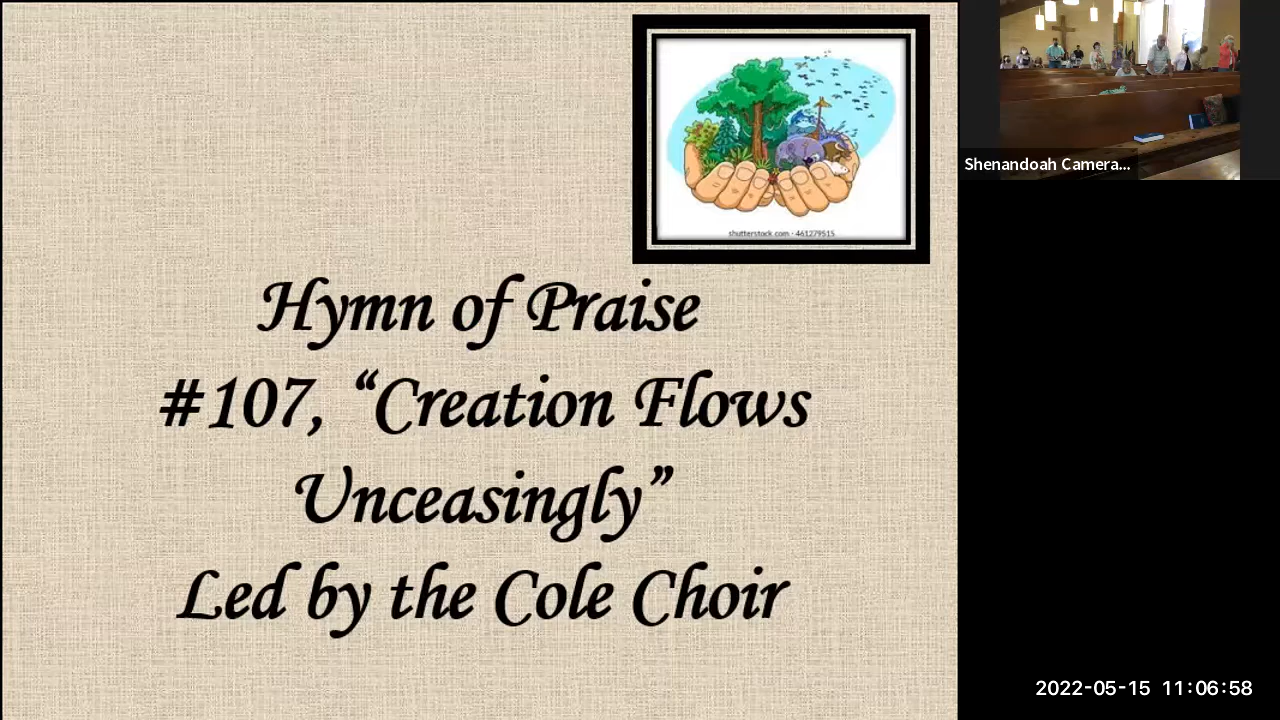 shutterstock.com · 461279515
Hymn of Praise
#107, “Creation Flows
Unceasingly”
Led by the Cole Choir
Shenandoah Camera...
2022-05-15 11:06:58